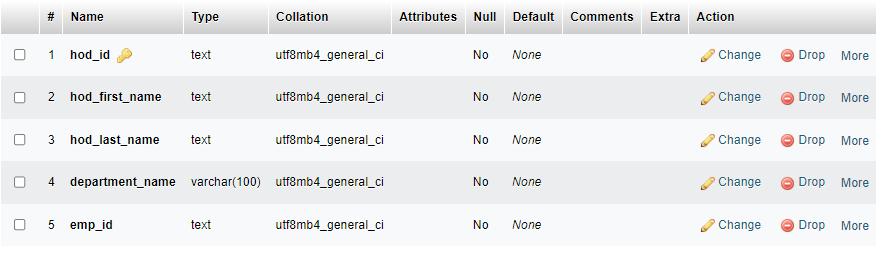 # Name Type Collation Attributes Null Default Comments Extra Action
1 hod_id text utf8mb4_general_ci No None Change Drop More
2 hod_first_name text utf8mb4_general_ci No None Change Drop More
3 hod_last_name text utf8mb4_general_ci No None Change Drop More
4 department_name varchar(100) utf8mb4_general_ci No None Change Drop More
5 emp_id text utf8mb4_general_ci No None Change Drop More